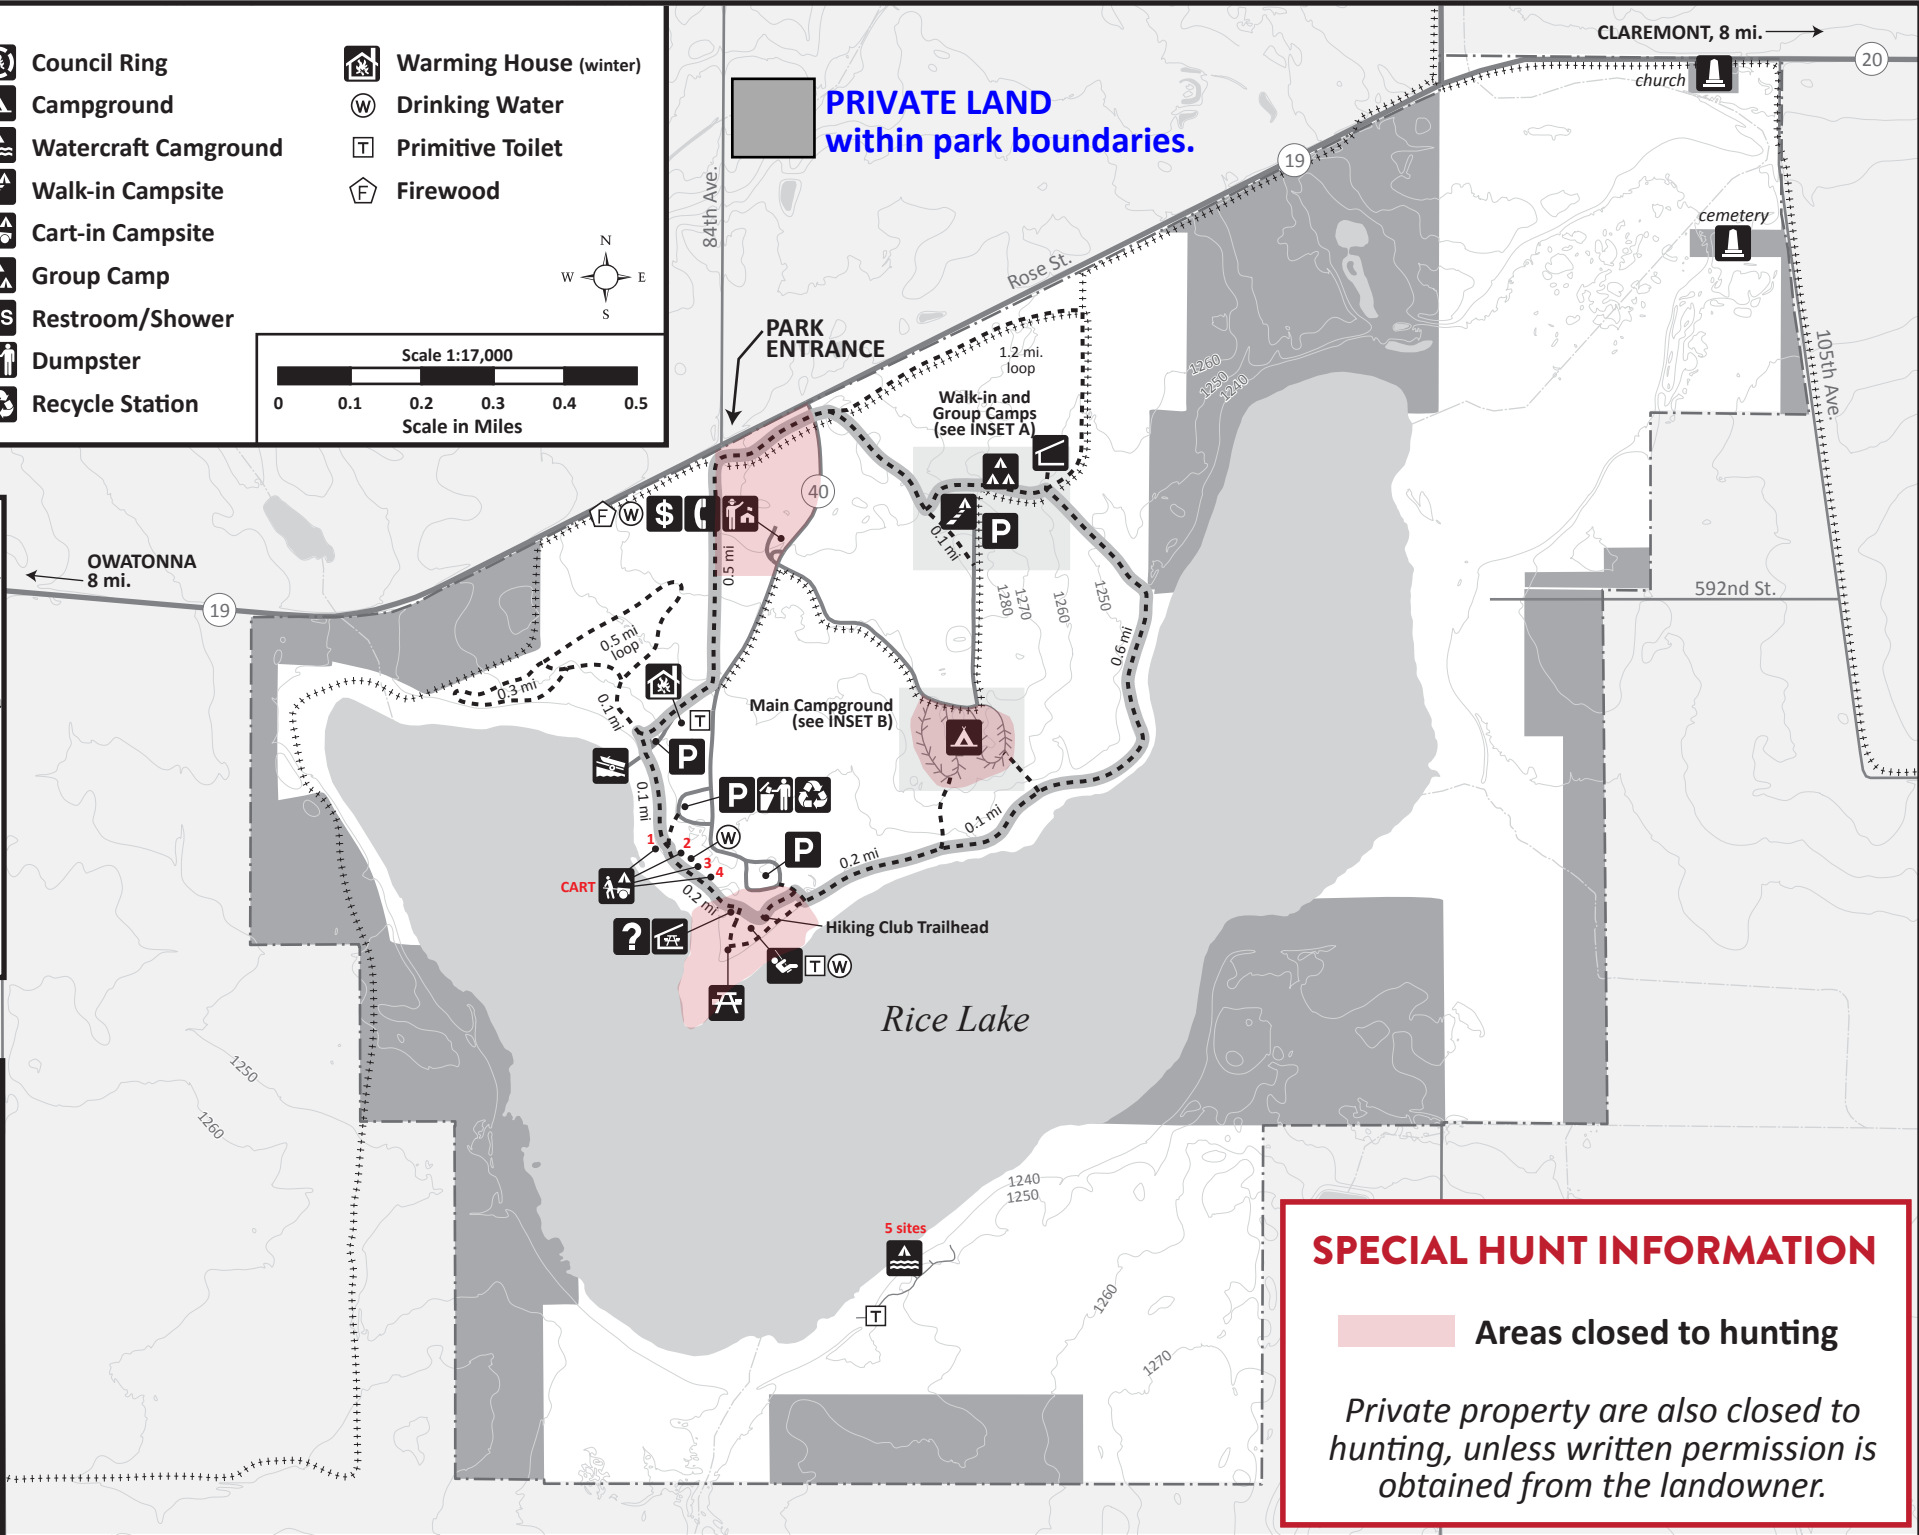 Council Ring
Campground
Watercraft Camground
Walk-in Campsite
Cart-in Campsite
Group Camp
S Restroom/Shower
Dumpster
Recycle Station
Warming House (winter)
W Drinking Water
T Primitive Toilet
F Firewood
N
W E
S
Scale 1:17,000
0 0.1 0.2 0.3 0.4 0.5
Scale in Miles
PRIVATE LAND
within park boundaries.
CLAREMONT, 8 mi.
20
church
19
cemetery
84th Ave.
Rose St.
105th Ave.
PARK
ENTRANCE
1.2 mi.
loop
1260
1250
1240
Walk-in and
Group Camps
(see INSET A)
40
F W $
P
0.1 mi
0.5 mi
OWATONNA
8 mi.
19
592nd St.
1280
1270
1260
1250
0.5 mi
loop
0.3 mi
0.1 mi
0.6 mi
T
P
Main Campground
(see INSET B)
0.1 mi
P
W
P
0.1 mi
0.2 mi
1
2
3
4
CART
0.2 mi
?
Hiking Club Trailhead
T W
Rice Lake
1250
1260
1240
1250
5 sites
T
1260
1270
SPECIAL HUNT INFORMATION
Areas closed to hunting
Private property are also closed to
hunting, unless written permission is
obtained from the landowner.